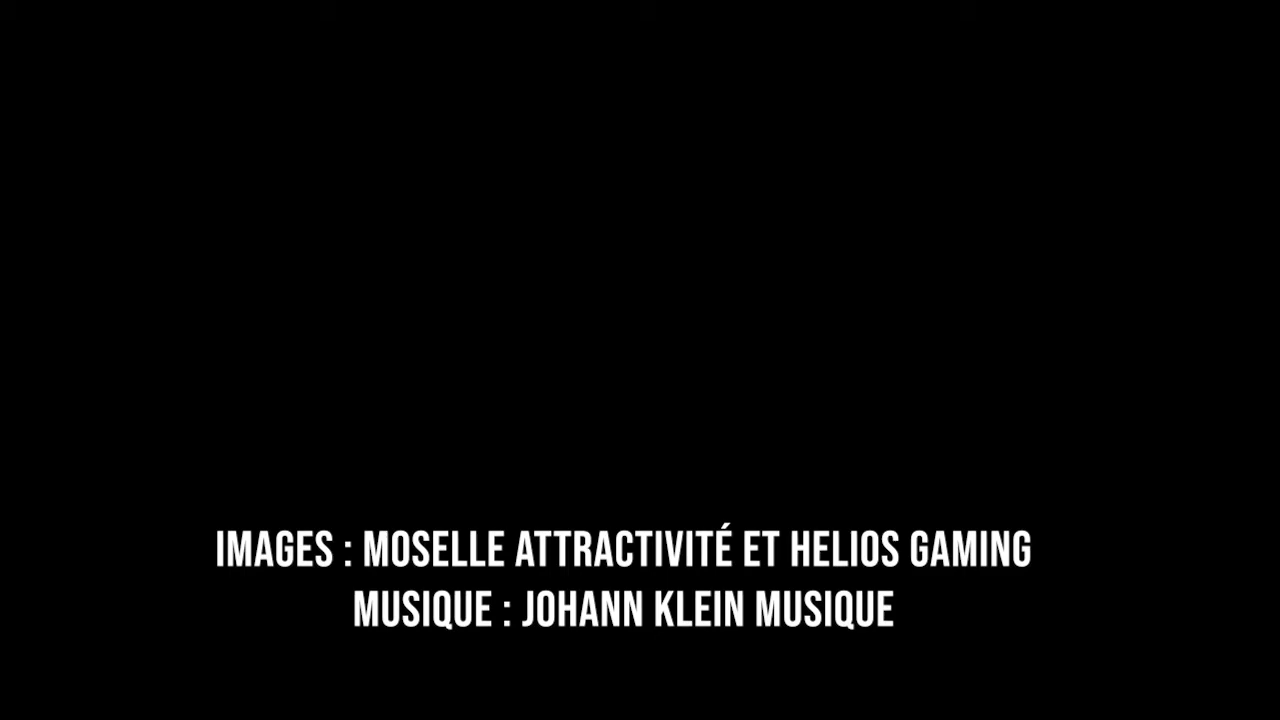 IMAGES : MOSELLE ATTRACTIVITÉ ET HELIOS GAMING
MUSIQUE : JOHANN KLEIN MUSIQUE